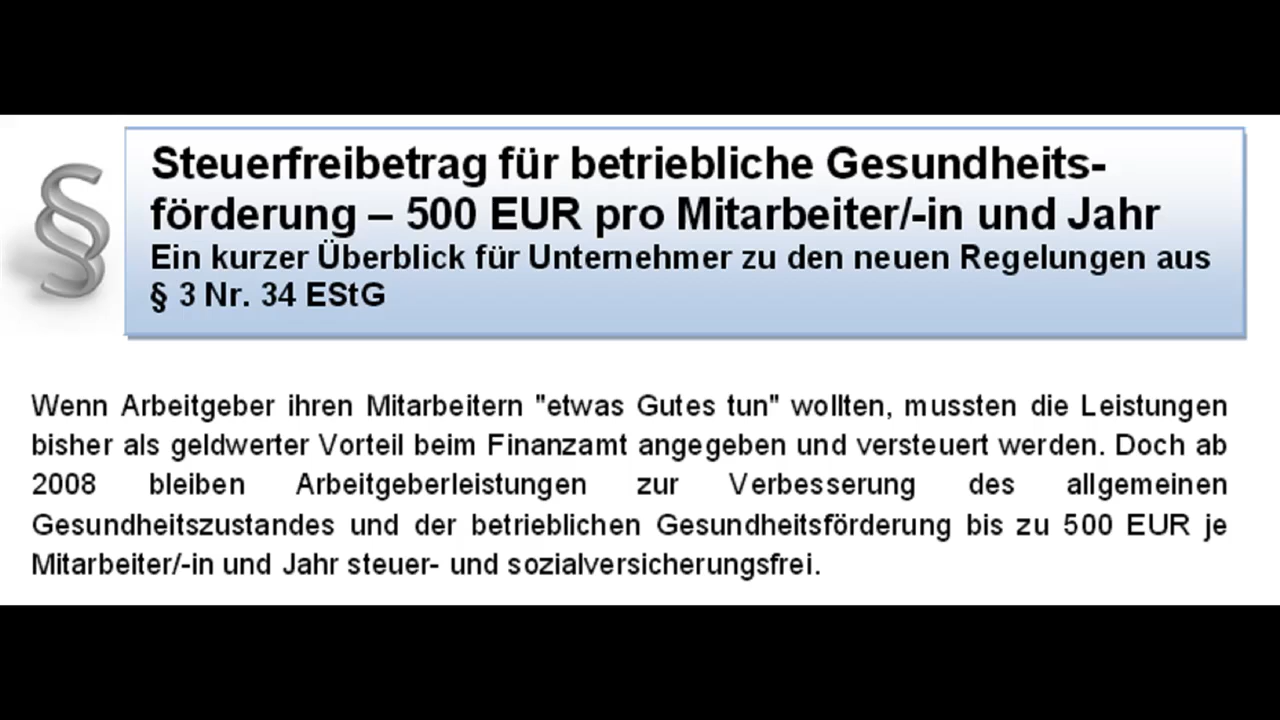 §
Steuerfreibetrag für betriebliche Gesundheits-
förderung – 500 EUR pro Mitarbeiter/-in und Jahr
Ein kurzer Überblick für Unternehmer zu den neuen Regelungen aus
§ 3 Nr. 34 EStG
Wenn Arbeitgeber ihren Mitarbeitern "etwas Gutes tun" wollten, mussten die Leistungen
bisher als geldwerter Vorteil beim Finanzamt angegeben und versteuert werden. Doch ab
2008 bleiben Arbeitgeberleistungen zur Verbesserung des allgemeinen
Gesundheitszustandes und der betrieblichen Gesundheitsförderung bis zu 500 EUR je
Mitarbeiter/-in und Jahr steuer- und sozialversicherungsfrei.